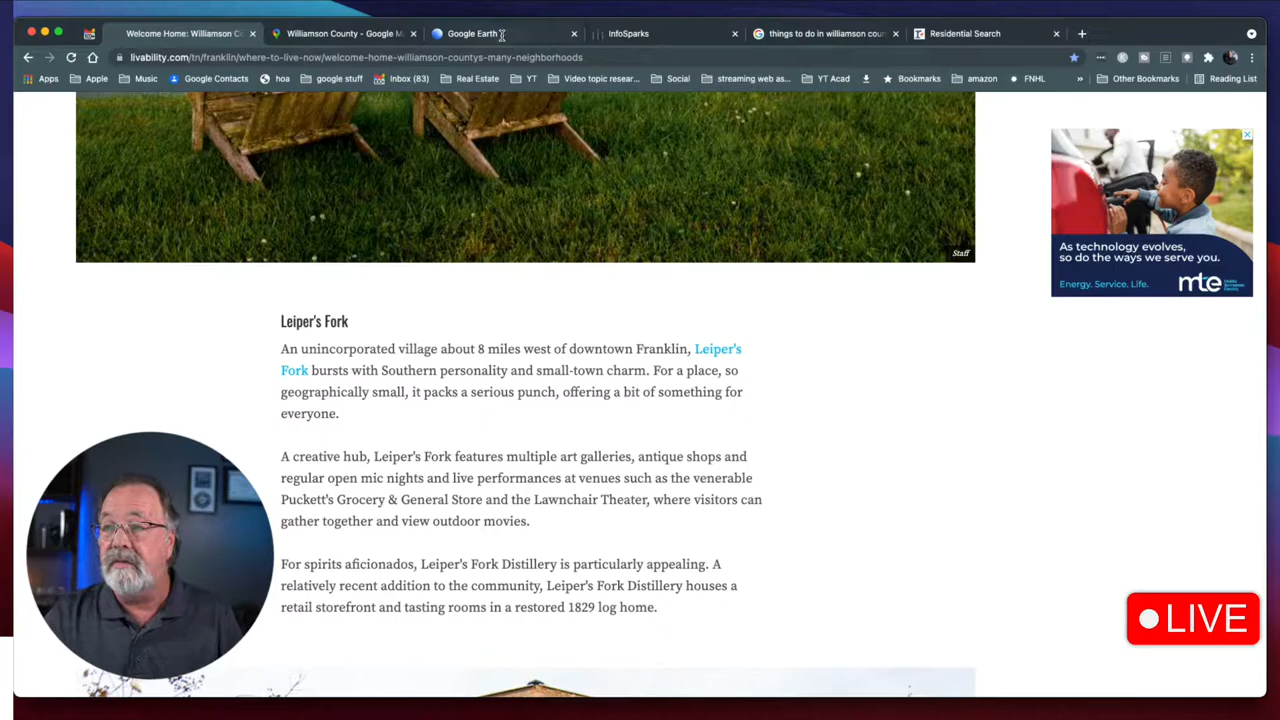 Welcome Home: Williamson Co
Williamson County - Google M
Google Earth
InfoSparks
things to do in williamson coun
Residential Search
livability.com/tn/franklin/where-to-live-now/welcome-home-williamson-countys-many-neighborhoods
Apps
Apple
Music
Google Contacts
hoa
google stuff
Inbox (83)
Real Estate
YT
Video topic resear...
Social
streaming web as...
YT Acad
Bookmarks
amazon
FNHL
»
Other Bookmarks
Reading List
Staff
As technology evolves,
so do the ways we serve you.
Energy. Service. Life.
mte
Leiper's Fork
An unincorporated village about 8 miles west of downtown Franklin, Leiper's
Fork bursts with Southern personality and small-town charm. For a place, so
geographically small, it packs a serious punch, offering a bit of something for
everyone.
A creative hub, Leiper's Fork features multiple art galleries, antique shops and
regular open mic nights and live performances at venues such as the venerable
Puckett's Grocery & General Store and the Lawnchair Theater, where visitors can
gather together and view outdoor movies.
For spirits aficionados, Leiper's Fork Distillery is particularly appealing. A
relatively recent addition to the community, Leiper's Fork Distillery houses a
retail storefront and tasting rooms in a restored 1829 log home.
LIVE